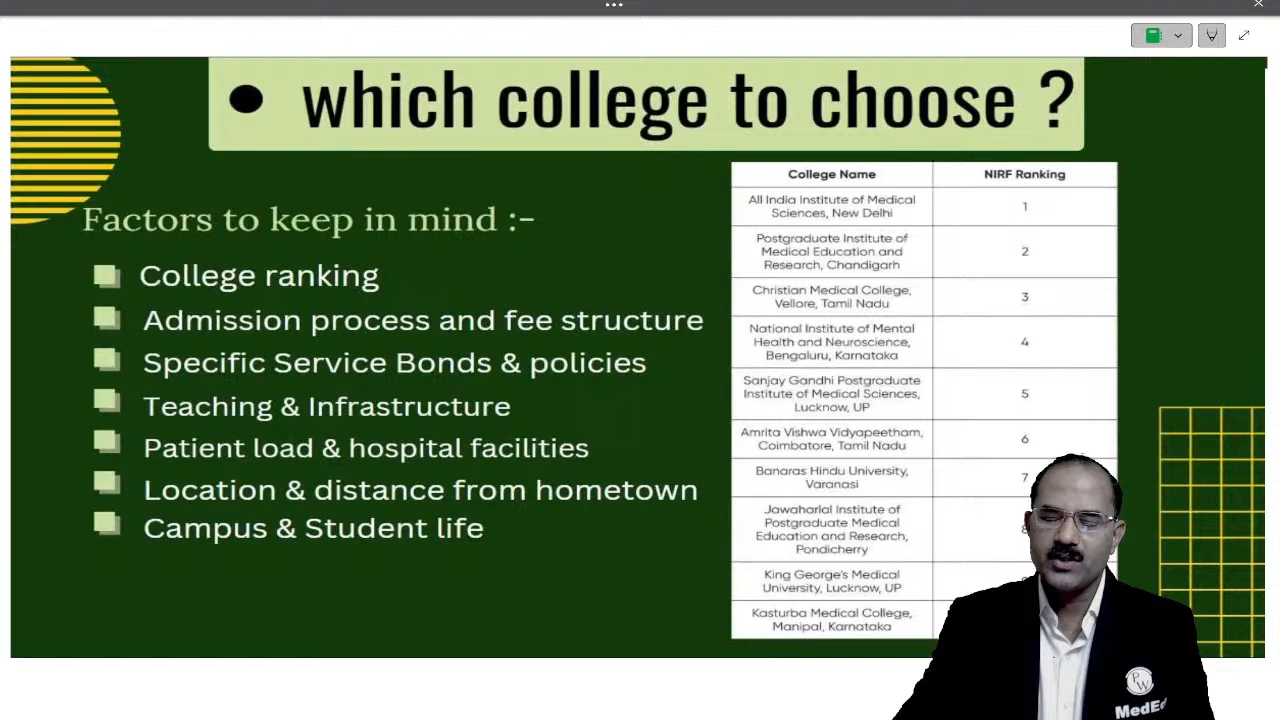 which college to choose ?
Factors to keep in mind :-
College ranking
Admission process and fee structure
Specific Service Bonds & policies
Teaching & Infrastructure
Patient load & hospital facilities
Location & distance from hometown
Campus & Student life
College Name
NIRF Ranking
All India Institute of Medical
Sciences, New Delhi
1
Postgraduate Institute of
Medical Education and
Research, Chandigarh
2
Christian Medical College,
Vellore, Tamil Nadu
3
National Institute of Mental
Health and Neuroscience,
Bengaluru, Karnataka
4
Sanjay Gandhi Postgraduate
Institute of Medical Sciences,
Lucknow, UP
5
Amrita Vishwa Vidyapeetham,
Coimbatore, Tamil Nadu
6
Banaras Hindu University,
Varanasi
7
Jawaharlal Institute of
Postgraduate Medical
Education and Research,
Pondicherry
King George's Medical
University, Lucknow, UP
Kasturba Medical College,
Manipal, Karnataka
PW
MedEd